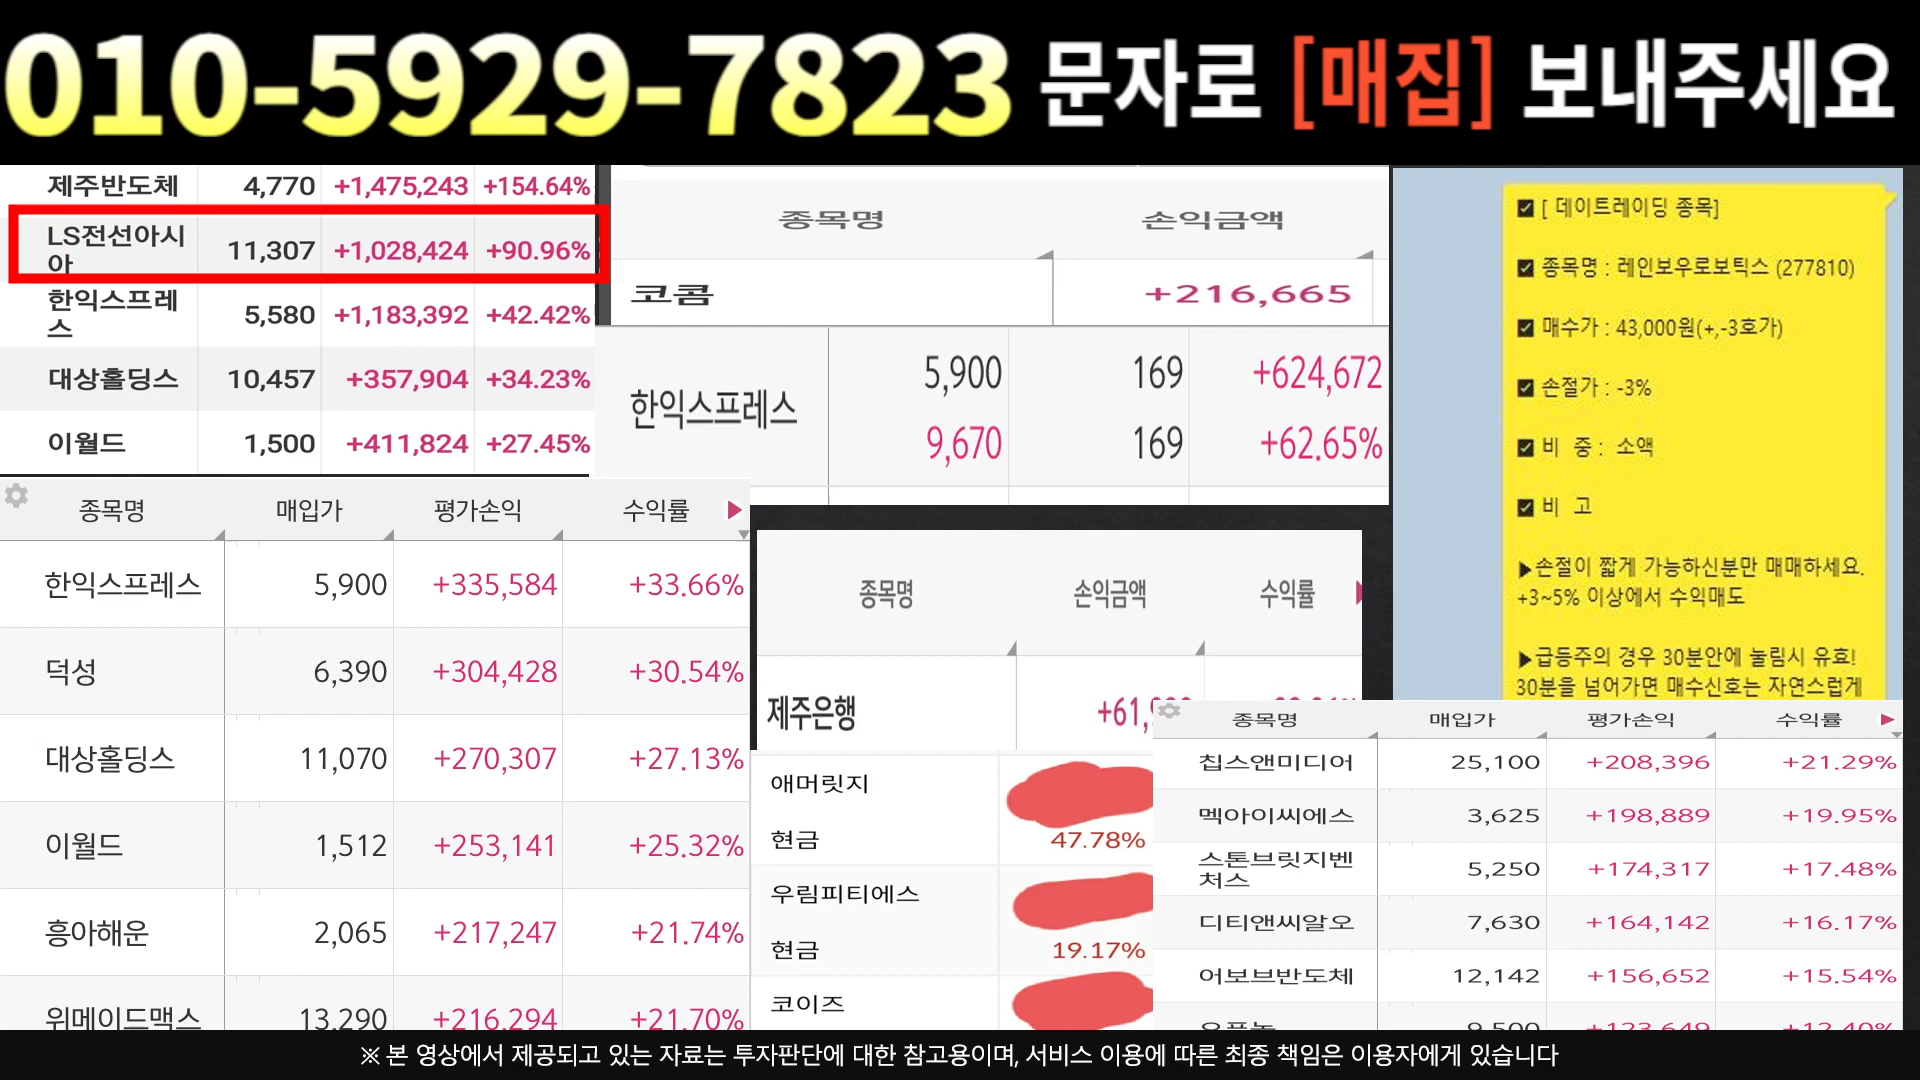 010-5929-7823 문자로 [매집] 보내주세요
제주반도체 4,770 +1,475,243 +154.64%
LS전선아시아 11,307 +1,028,424 +90.96%
한익스프레스 5,580 +1,183,392 +42.42%
대상홀딩스 10,457 +357,904 +34.23%
이월드 1,500 +411,824 +27.45%
종목명 손익금액
코콤 +216,665
한익스프레스 5,900 169 +624,672
9,670 169 +62.65%
[ 데이트레이딩 종목]
종목명 : 레인보우로보틱스 (277810)
매수가 : 43,000원(+,-3호가)
손절가 : -3%
비 중 : 소액
비 고
▶손절이 짧게 가능하신분만 매매하세요.
+3~5% 이상에서 수익매도
▶급등주의 경우 30분안에 눌림시 유효!
30분을 넘어가면 매수신호는 자연스럽게
종목명 매입가 평가손익 수익률
한익스프레스 5,900 +335,584 +33.66%
덕성 6,390 +304,428 +30.54%
대상홀딩스 11,070 +270,307 +27.13%
이월드 1,512 +253,141 +25.32%
흥아해운 2,065 +217,247 +21.74%
위메이드맥스 13,290 +216,294 +21.70%
종목명 손익금액 수익률
제주은행 +61,
애머릿지
현금 47.78%
우림피티에스
현금 19.17%
코이즈
종목명 매입가 평가손익 수익률
칩스앤미디어 25,100 +208,396 +21.29%
멕아이씨에스 3,625 +198,889 +19.95%
스톤브릿지벤처스 5,250 +174,317 +17.48%
디티앤씨알오 7,630 +164,142 +16.17%
어보브반도체 12,142 +156,652 +15.54%
※ 본 영상에서 제공되고 있는 자료는 투자판단에 대한 참고용이며, 서비스 이용에 따른 최종 책임은 이용자에게 있습니다